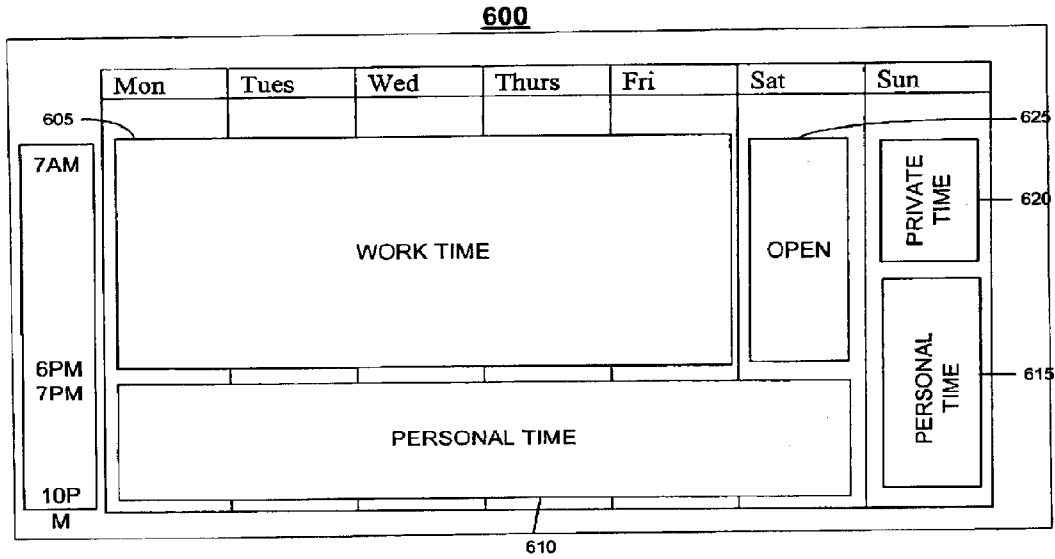 600
Mon Tues Wed Thurs Fri Sat Sun
605
625
7AM
PRIVATE
TIME
620
WORK TIME
OPEN
6PM
7PM
PERSONAL
TIME
615
PERSONAL TIME
10P
M
610